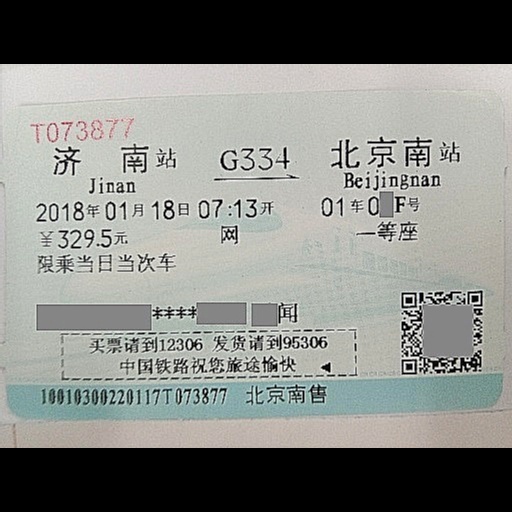 T073877
济南站 G334 北京南站
Jinan Beijingnan
2018年01月18日07:13开 01车0F号
￥329.5元 网 一等座
限乘当日当次车
**** 闻
买票请到12306 发货请到95306
中国铁路祝您旅途愉快
10010300220117T073877 北京南售